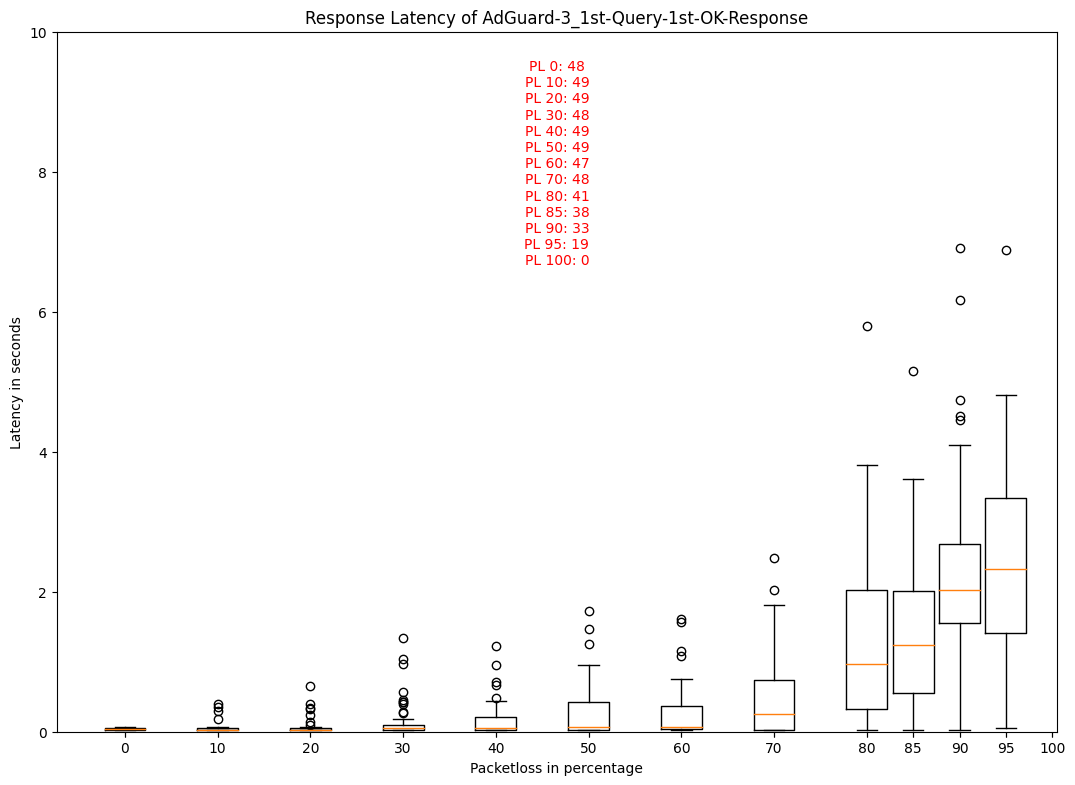 Response Latency of AdGuard-3_1st-Query-1st-OK-Response
10
8
6
4
2
0
Latency in seconds
PL 0: 48
PL 10: 49
PL 20: 49
PL 30: 48
PL 40: 49
PL 50: 49
PL 60: 47
PL 70: 48
PL 80: 41
PL 85: 38
PL 90: 33
PL 95: 19
PL 100: 0
0 10 20 30 40 50 60 70 80 85 90 95 100
Packetloss in percentage